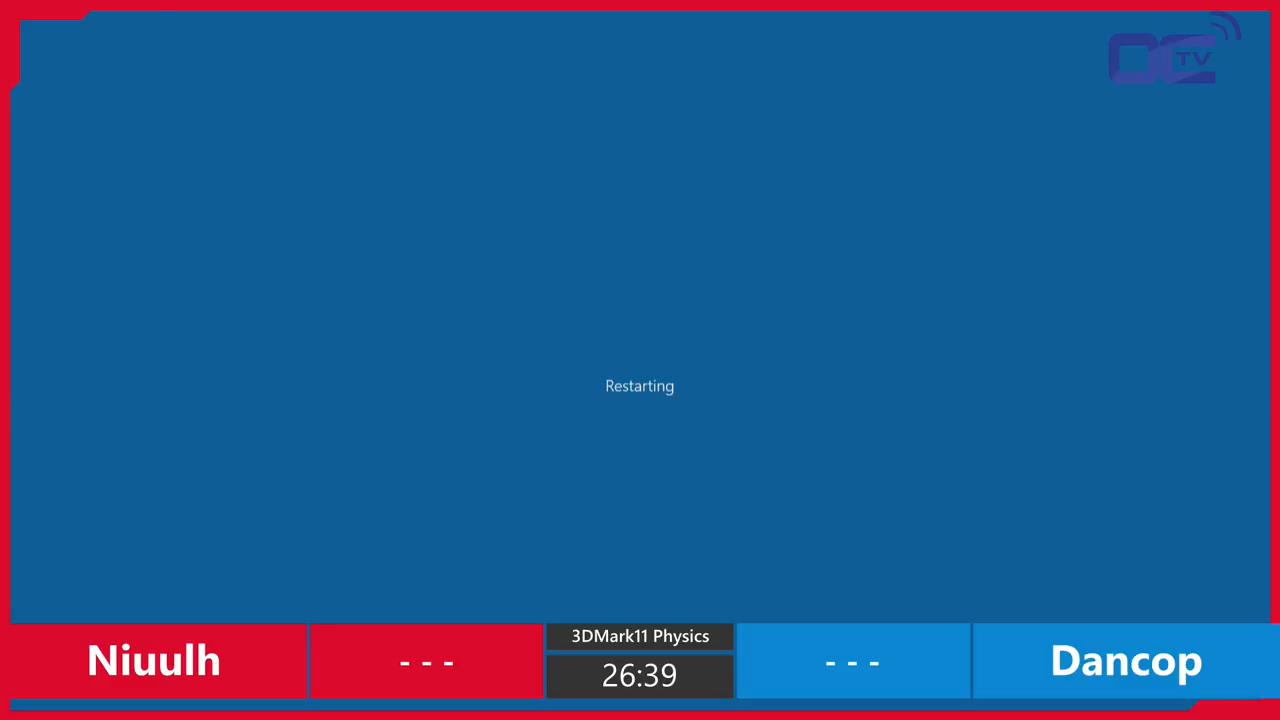 OC
TV
Restarting
Niuulh
- - -
3DMark11 Physics
26:39
- - -
Dancop